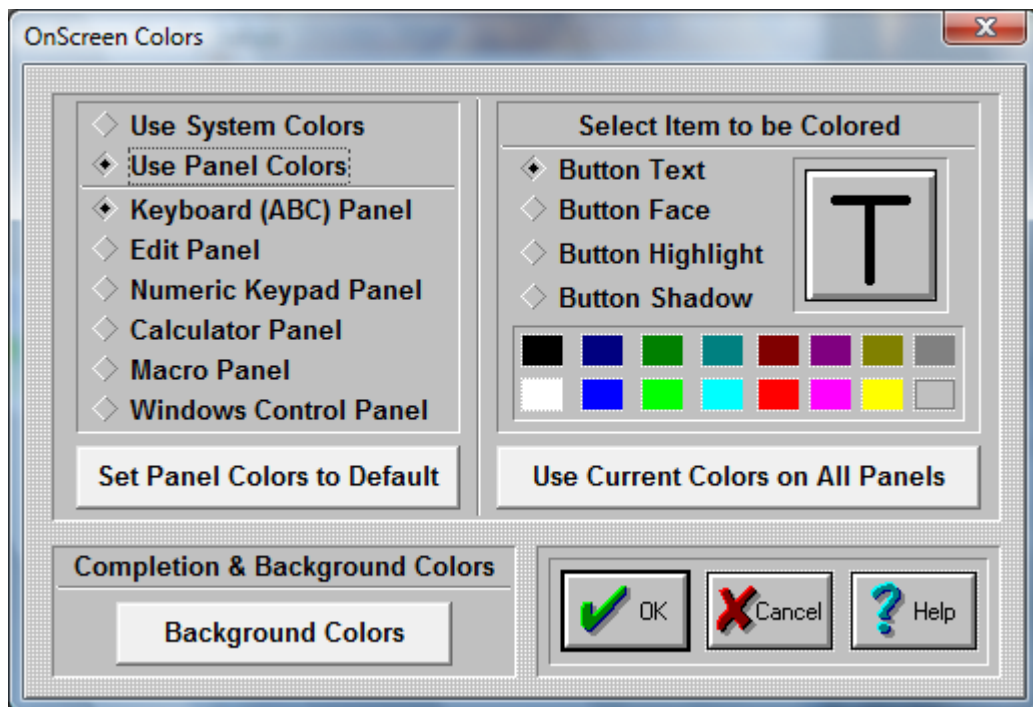 OnScreen Colors
Use System Colors
Use Panel Colors
Keyboard (ABC) Panel
Edit Panel
Numeric Keypad Panel
Calculator Panel
Macro Panel
Windows Control Panel
Set Panel Colors to Default
Select Item to be Colored
Button Text
Button Face
Button Highlight
Button Shadow
T
Use Current Colors on All Panels
Completion & Background Colors
Background Colors
OK
Cancel
? Help